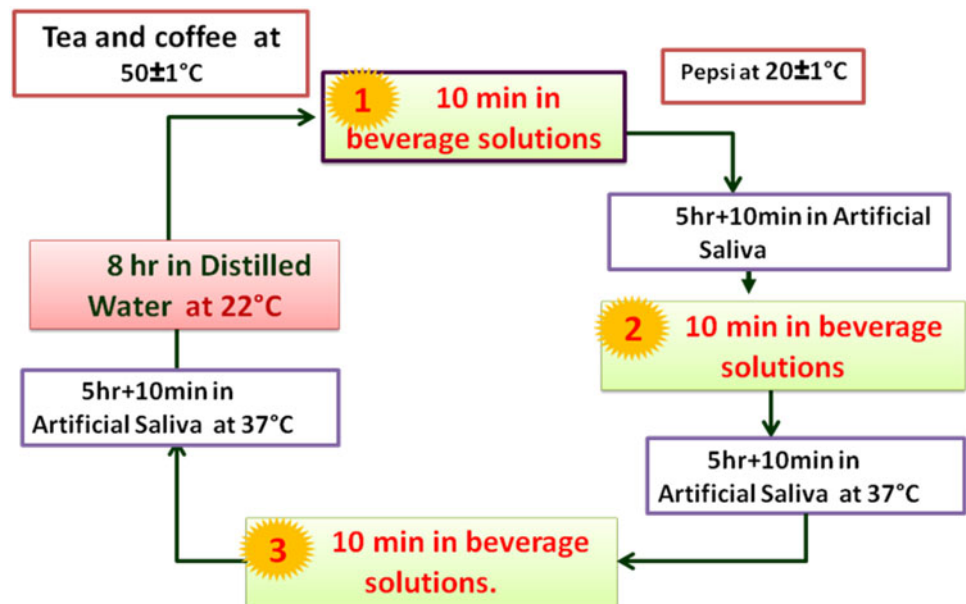 Tea and coffee at
50±1°C
1 10 min in
beverage solutions
Pepsi at 20±1°C
5hr+10min in Artificial
Saliva
2 10 min in beverage
solutions
5hr+10min in
Artificial Saliva at 37°C
3 10 min in beverage
solutions.
5hr+10min in
Artificial Saliva at 37°C
8 hr in Distilled
Water at 22°C